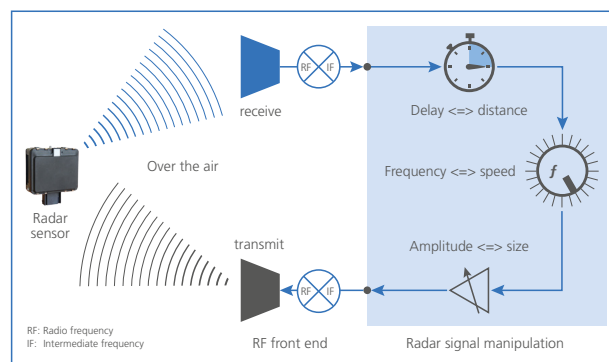 RF
IF
receive
Delay <=> distance
Over the air
Frequency <=> speed
f
Radar
sensor
transmit
Amplitude <=> size
RF
IF
RF: Radio frequency
IF: Intermediate frequency
RF front end
Radar signal manipulation